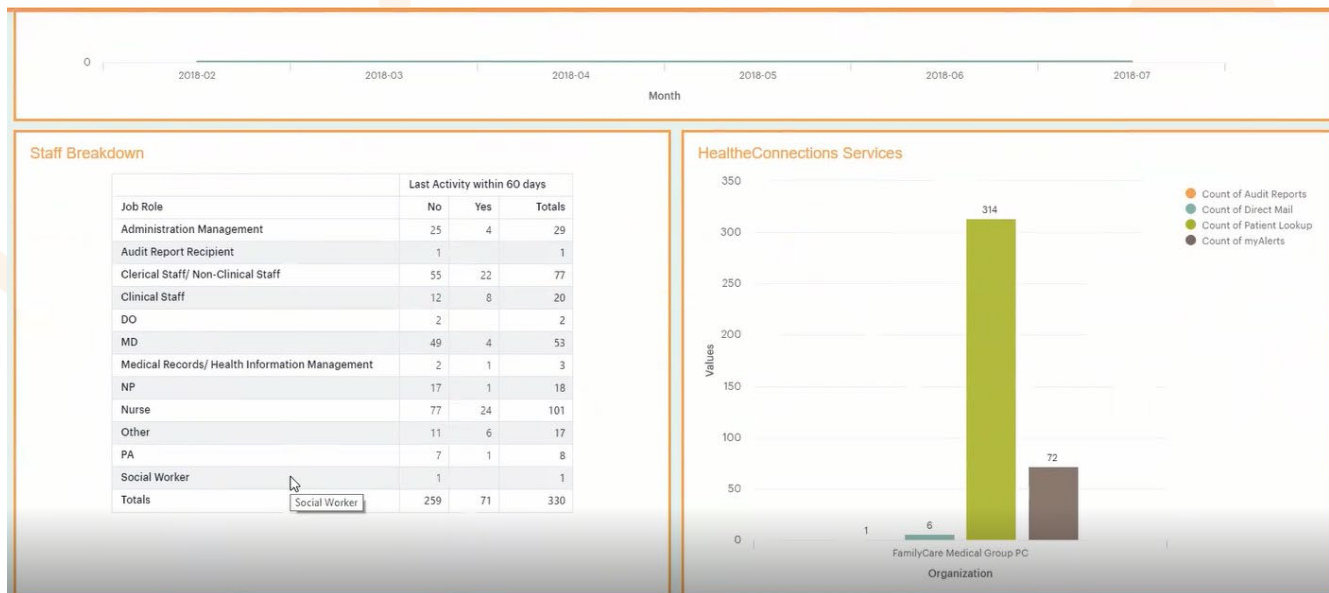 0
2018-02 2018-03 2018-04 2018-05 2018-06 2018-07
Month
Staff Breakdown
Last Activity within 60 days
Job Role No Yes Totals
Administration Management 25 4 29
Audit Report Recipient 1 1
Clerical Staff/ Non-Clinical Staff 55 22 77
Clinical Staff 12 8 20
DO 2 2
MD 49 4 53
Medical Records/ Health Information Management 2 1 3
NP 17 1 18
Nurse 77 24 101
Other 11 6 17
PA 7 1 8
Social Worker 1 1
Totals 259 71 330
Social Worker
HealtheConnections Services
350
300
250
200
150
100
50
0
Values
1
6
314
72
FamilyCare Medical Group PC
Organization
Count of Audit Reports
Count of Direct Mail
Count of Patient Lookup
Count of myAlerts